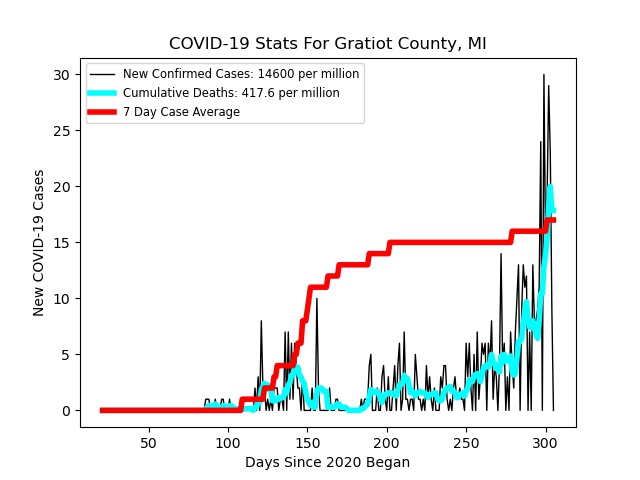 COVID-19 Stats For Gratiot County, MI
New Confirmed Cases: 14600 per million
Cumulative Deaths: 417.6 per million
7 Day Case Average
New COVID-19 Cases
30
25
20
15
10
5
0
50 100 150 200 250 300
Days Since 2020 Began